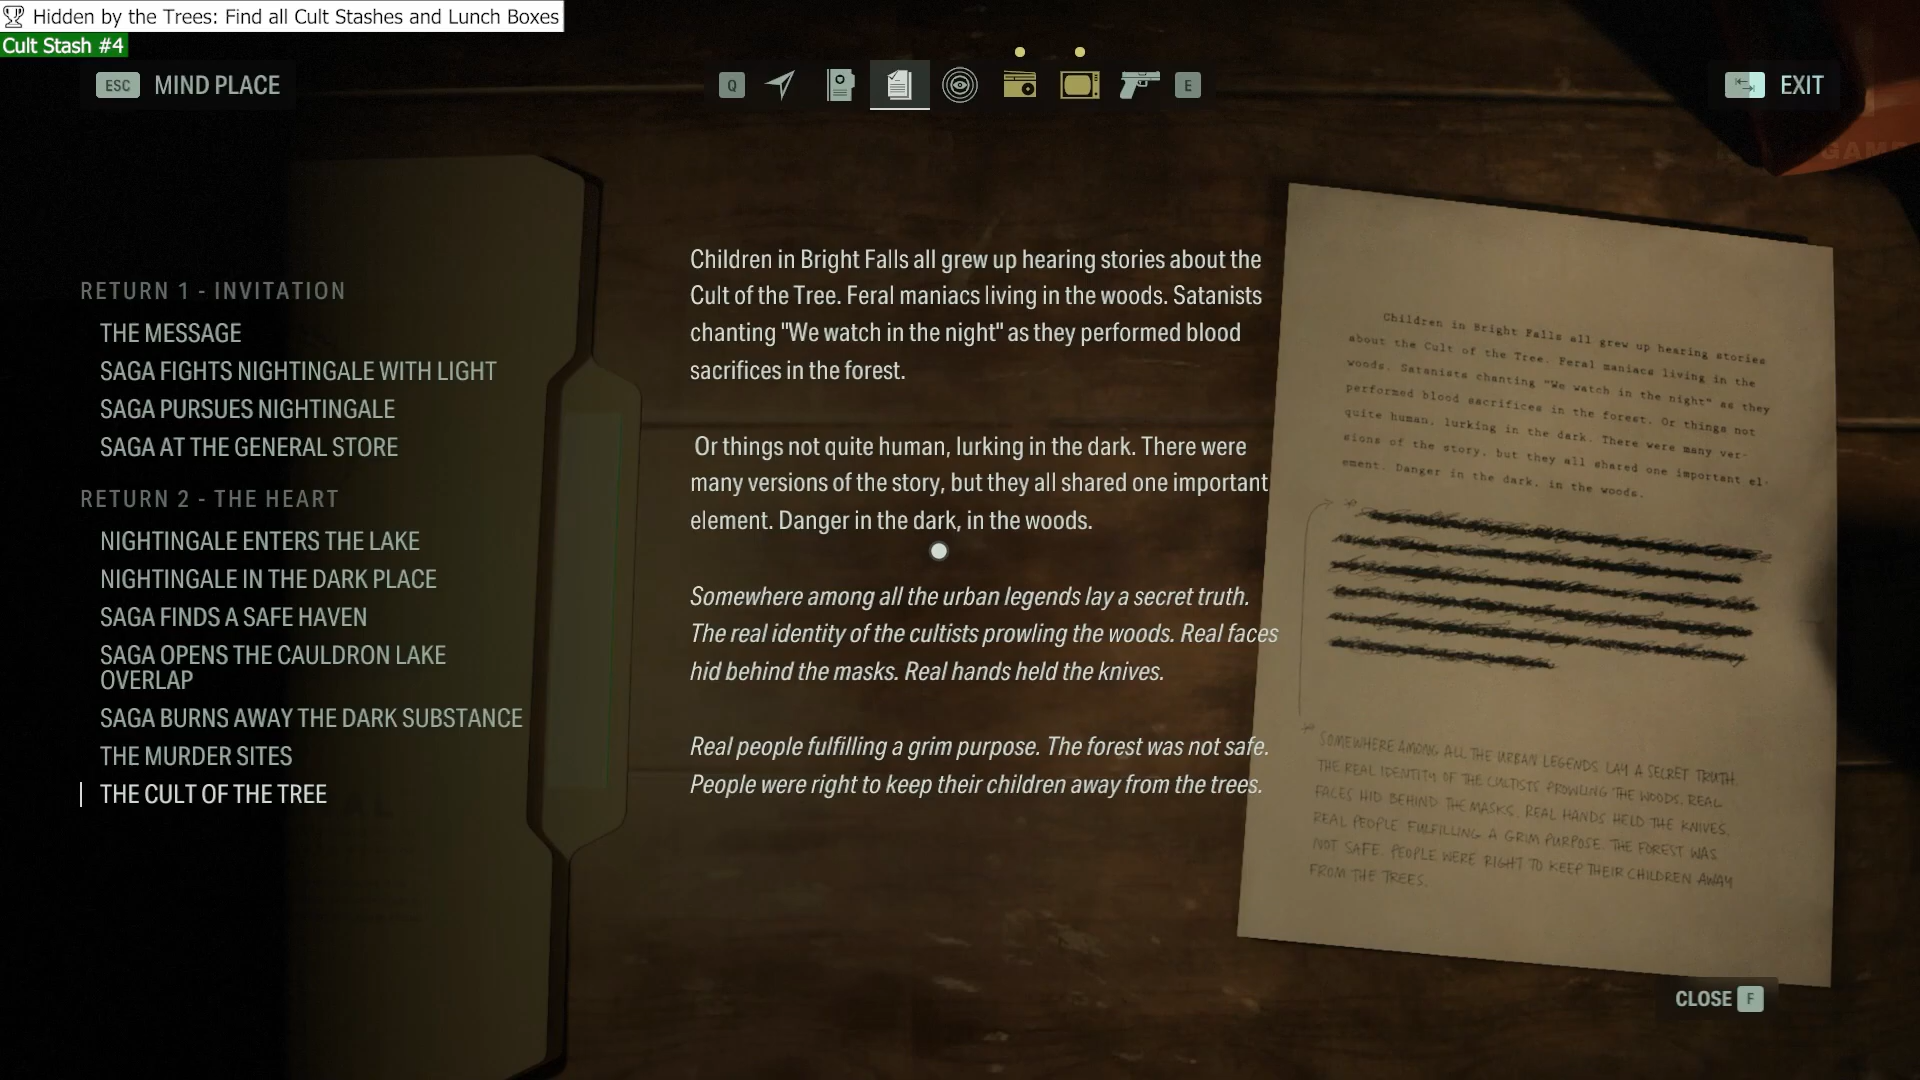 Hidden by the Trees: Find all Cult Stashes and Lunch Boxes
Cult Stash #4
ESC MIND PLACE
Q
E
EXIT
RETURN 1 - INVITATION
THE MESSAGE
SAGA FIGHTS NIGHTINGALE WITH LIGHT
SAGA PURSUES NIGHTINGALE
SAGA AT THE GENERAL STORE
RETURN 2 - THE HEART
NIGHTINGALE ENTERS THE LAKE
NIGHTINGALE IN THE DARK PLACE
SAGA FINDS A SAFE HAVEN
SAGA OPENS THE CAULDRON LAKE
OVERLAP
SAGA BURNS AWAY THE DARK SUBSTANCE
THE MURDER SITES
THE CULT OF THE TREE
Children in Bright Falls all grew up hearing stories about the
Cult of the Tree. Feral maniacs living in the woods. Satanists
chanting "We watch in the night" as they performed blood
sacrifices in the forest.
Or things not quite human, lurking in the dark. There were
many versions of the story, but they all shared one important
element. Danger in the dark, in the woods.
Somewhere among all the urban legends lay a secret truth.
The real identity of the cultists prowling the woods. Real faces
hid behind the masks. Real hands held the knives.
Real people fulfilling a grim purpose. The forest was not safe.
People were right to keep their children away from the trees.
Children in Bright Falls all grew up hearing stories
about the Cult of the Tree. Feral maniacs living in the
woods. Satanists chanting "We watch in the night" as they
performed blood sacrifices in the forest. Or things not
quite human, lurking in the dark. There were many ver-
sions of the story, but they all shared one important el-
ement. Danger in the dark, in the woods.
SOMEWHERE AMONG ALL THE URBAN LEGENDS LAY A SECRET TRUTH.
THE REAL IDENTITY OF THE CULTISTS PROWLING THE WOODS. REAL
FACES HID BEHIND THE MASKS. REAL HANDS HELD THE KNIVES.
REAL PEOPLE FULFILLING A GRIM PURPOSE. THE FOREST WAS
NOT SAFE. PEOPLE WERE RIGHT TO KEEP THEIR CHILDREN AWAY
FROM THE TREES.
CLOSE F